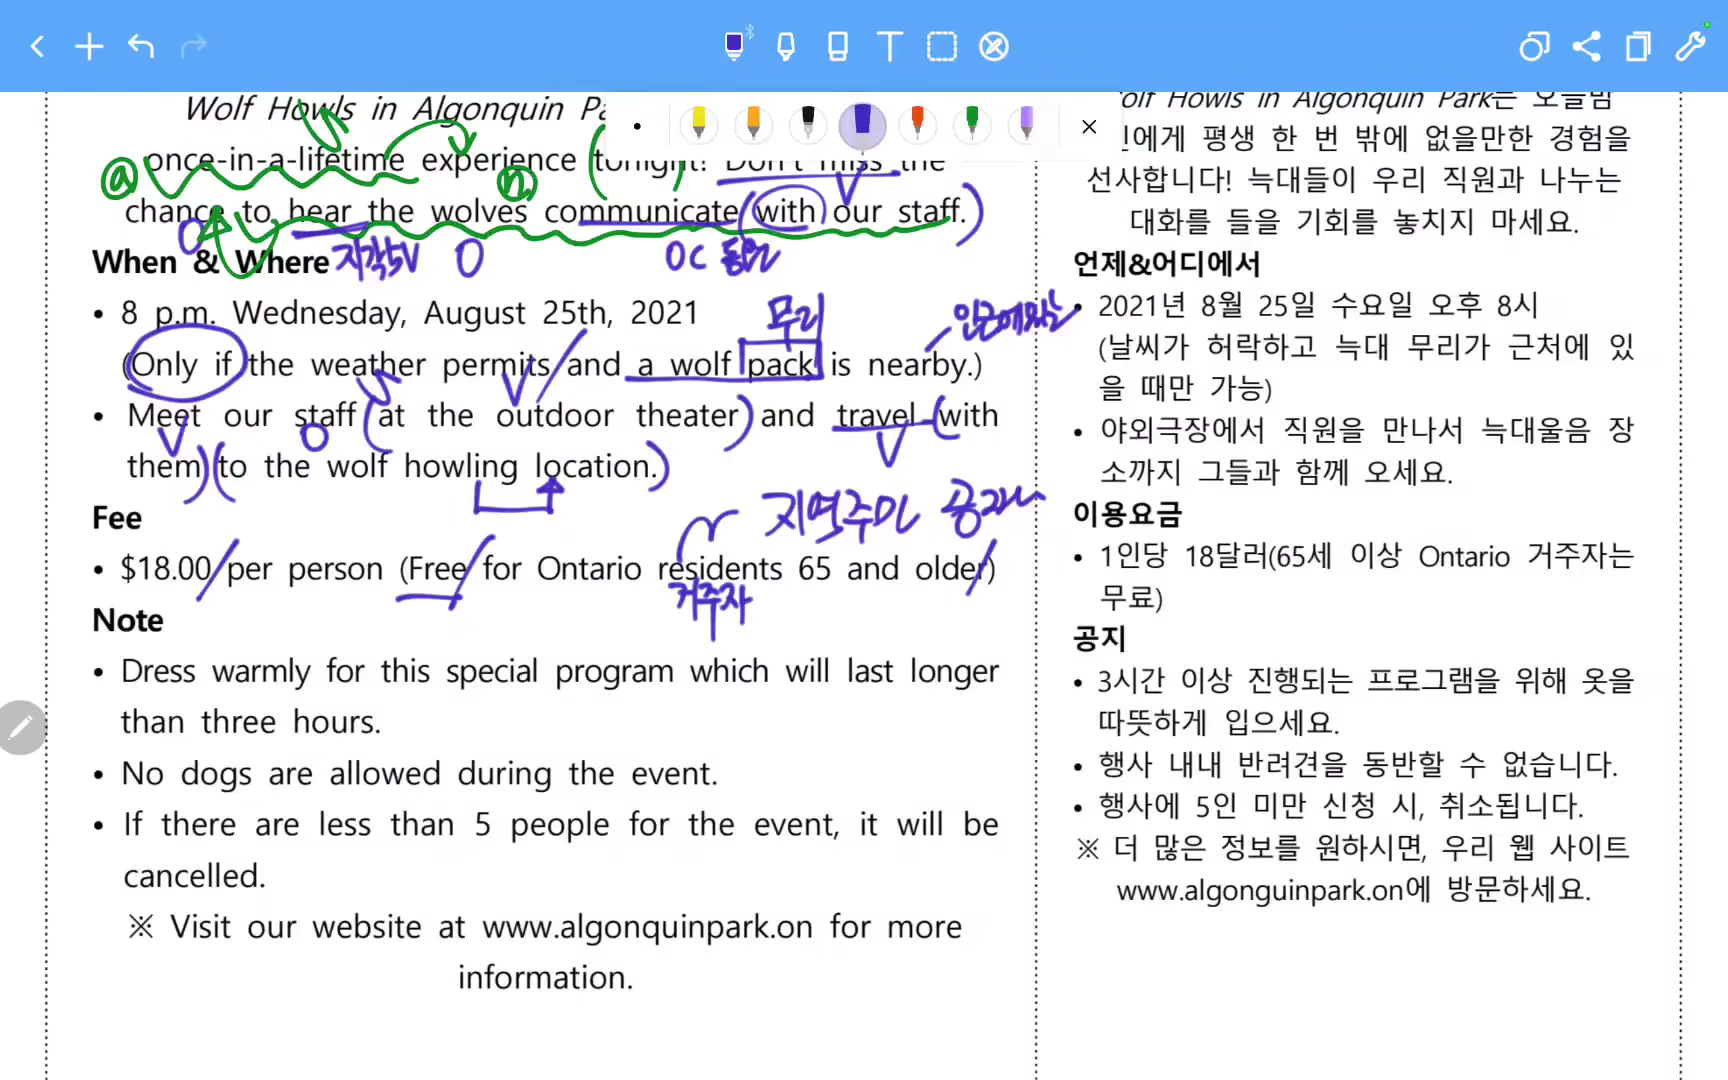 Wolf Howls in Algonquin
once-in-a-lifetime experience tonight! Don't miss the
chance to hear the wolves communicate with our staff.
ⓐ
ⓝ
V
O
지각5V
O
OC
동원
When & Where
• 8 p.m. Wednesday, August 25th, 2021
무리
인근에 있는
(Only if the weather permits and a wolf pack is nearby.)
V
• Meet our staff (at the outdoor theater) and travel (with
V
O
V
them) (to the wolf howling location.)
Fee
지역주민
• $18.00/per person (Free/for Ontario residents 65 and older/)
거주자
Note
• Dress warmly for this special program which will last longer
than three hours.
• No dogs are allowed during the event.
• If there are less than 5 people for the event, it will be
cancelled.
※ Visit our website at www.algonquinpark.on for more
information.
Howls in Algonquin Park는 오늘밤
에게 평생 한 번 밖에 없을만한 경험을
선사합니다! 늑대들이 우리 직원과 나누는
대화를 들을 기회를 놓치지 마세요.
언제&어디에서
• 2021년 8월 25일 수요일 오후 8시
(날씨가 허락하고 늑대 무리가 근처에 있
을 때만 가능)
• 야외극장에서 직원을 만나서 늑대울음 장
소까지 그들과 함께 오세요.
이용요금
• 1인당 18달러(65세 이상 Ontario 거주자는
무료)
공지
• 3시간 이상 진행되는 프로그램을 위해 옷을
따뜻하게 입으세요.
• 행사 내내 반려견을 동반할 수 없습니다.
• 행사에 5인 미만 신청 시, 취소됩니다.
※ 더 많은 정보를 원하시면, 우리 웹 사이트
www.algonguinpark.on에 방문하세요.